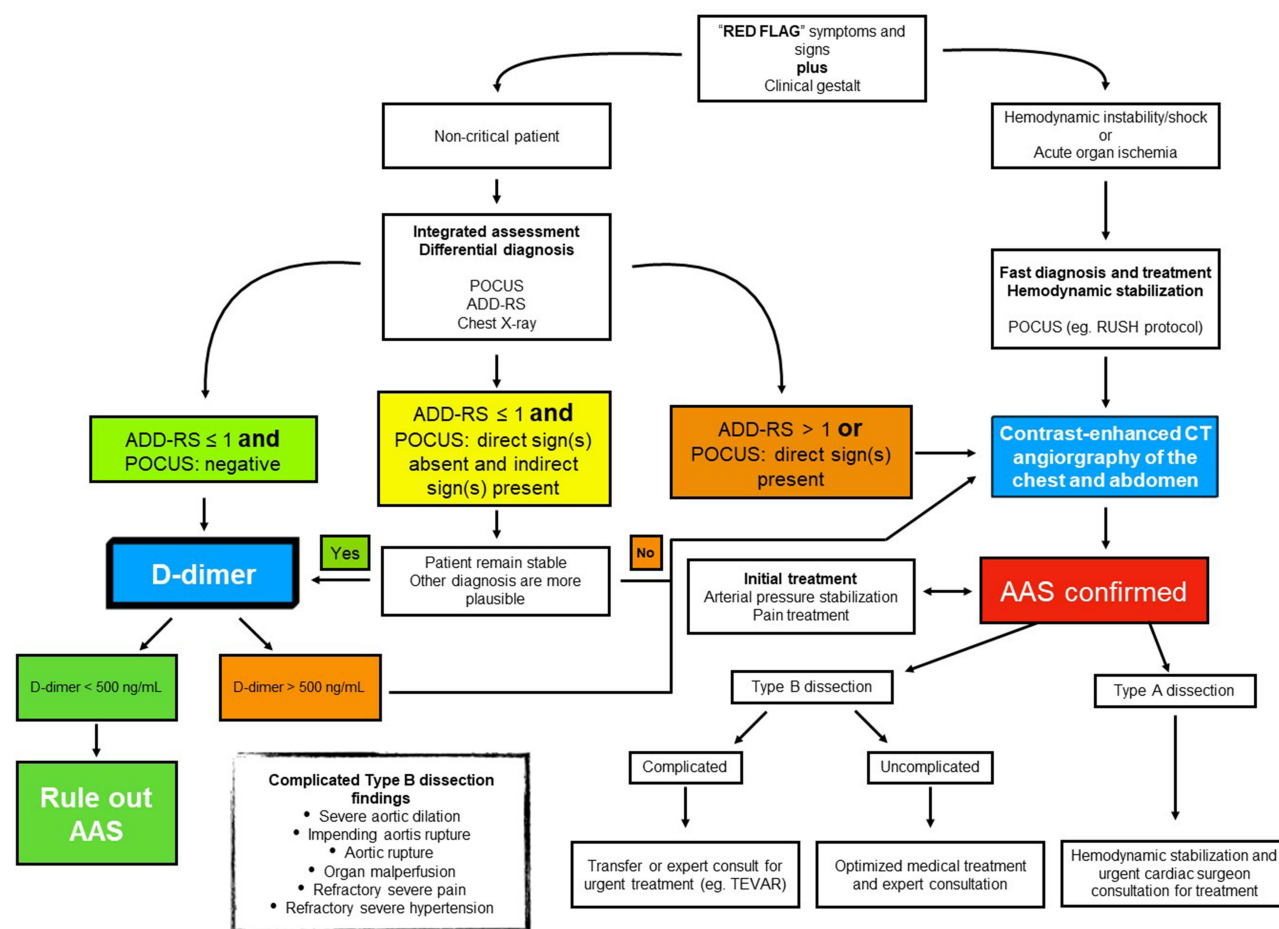 "RED FLAG" symptoms and
signs
plus
Clinical gestalt
Non-critical patient
Hemodynamic instability/shock
or
Acute organ ischemia
Integrated assessment
Differential diagnosis
POCUS
ADD-RS
Chest X-ray
Fast diagnosis and treatment
Hemodynamic stabilization
POCUS (eg. RUSH protocol)
ADD-RS ≤ 1 and
POCUS: negative
ADD-RS ≤ 1 and
POCUS: direct sign(s)
absent and indirect
sign(s) present
ADD-RS > 1 or
POCUS: direct sign(s)
present
Contrast-enhanced CT
angiorgraphy of the
chest and abdomen
D-dimer
Yes
Patient remain stable
Other diagnosis are more
plausible
No
Initial treatment
Arterial pressure stabilization
Pain treatment
AAS confirmed
D-dimer < 500 ng/mL
D-dimer > 500 ng/mL
Type B dissection
Type A dissection
Rule out
AAS
Complicated Type B dissection
findings
• Severe aortic dilation
• Impending aortis rupture
• Aortic rupture
• Organ malperfusion
• Refractory severe pain
• Refractory severe hypertension
Complicated
Uncomplicated
Transfer or expert consult for
urgent treatment (eg. TEVAR)
Optimized medical treatment
and expert consultation
Hemodynamic stabilization and
urgent cardiac surgeon
consultation for treatment